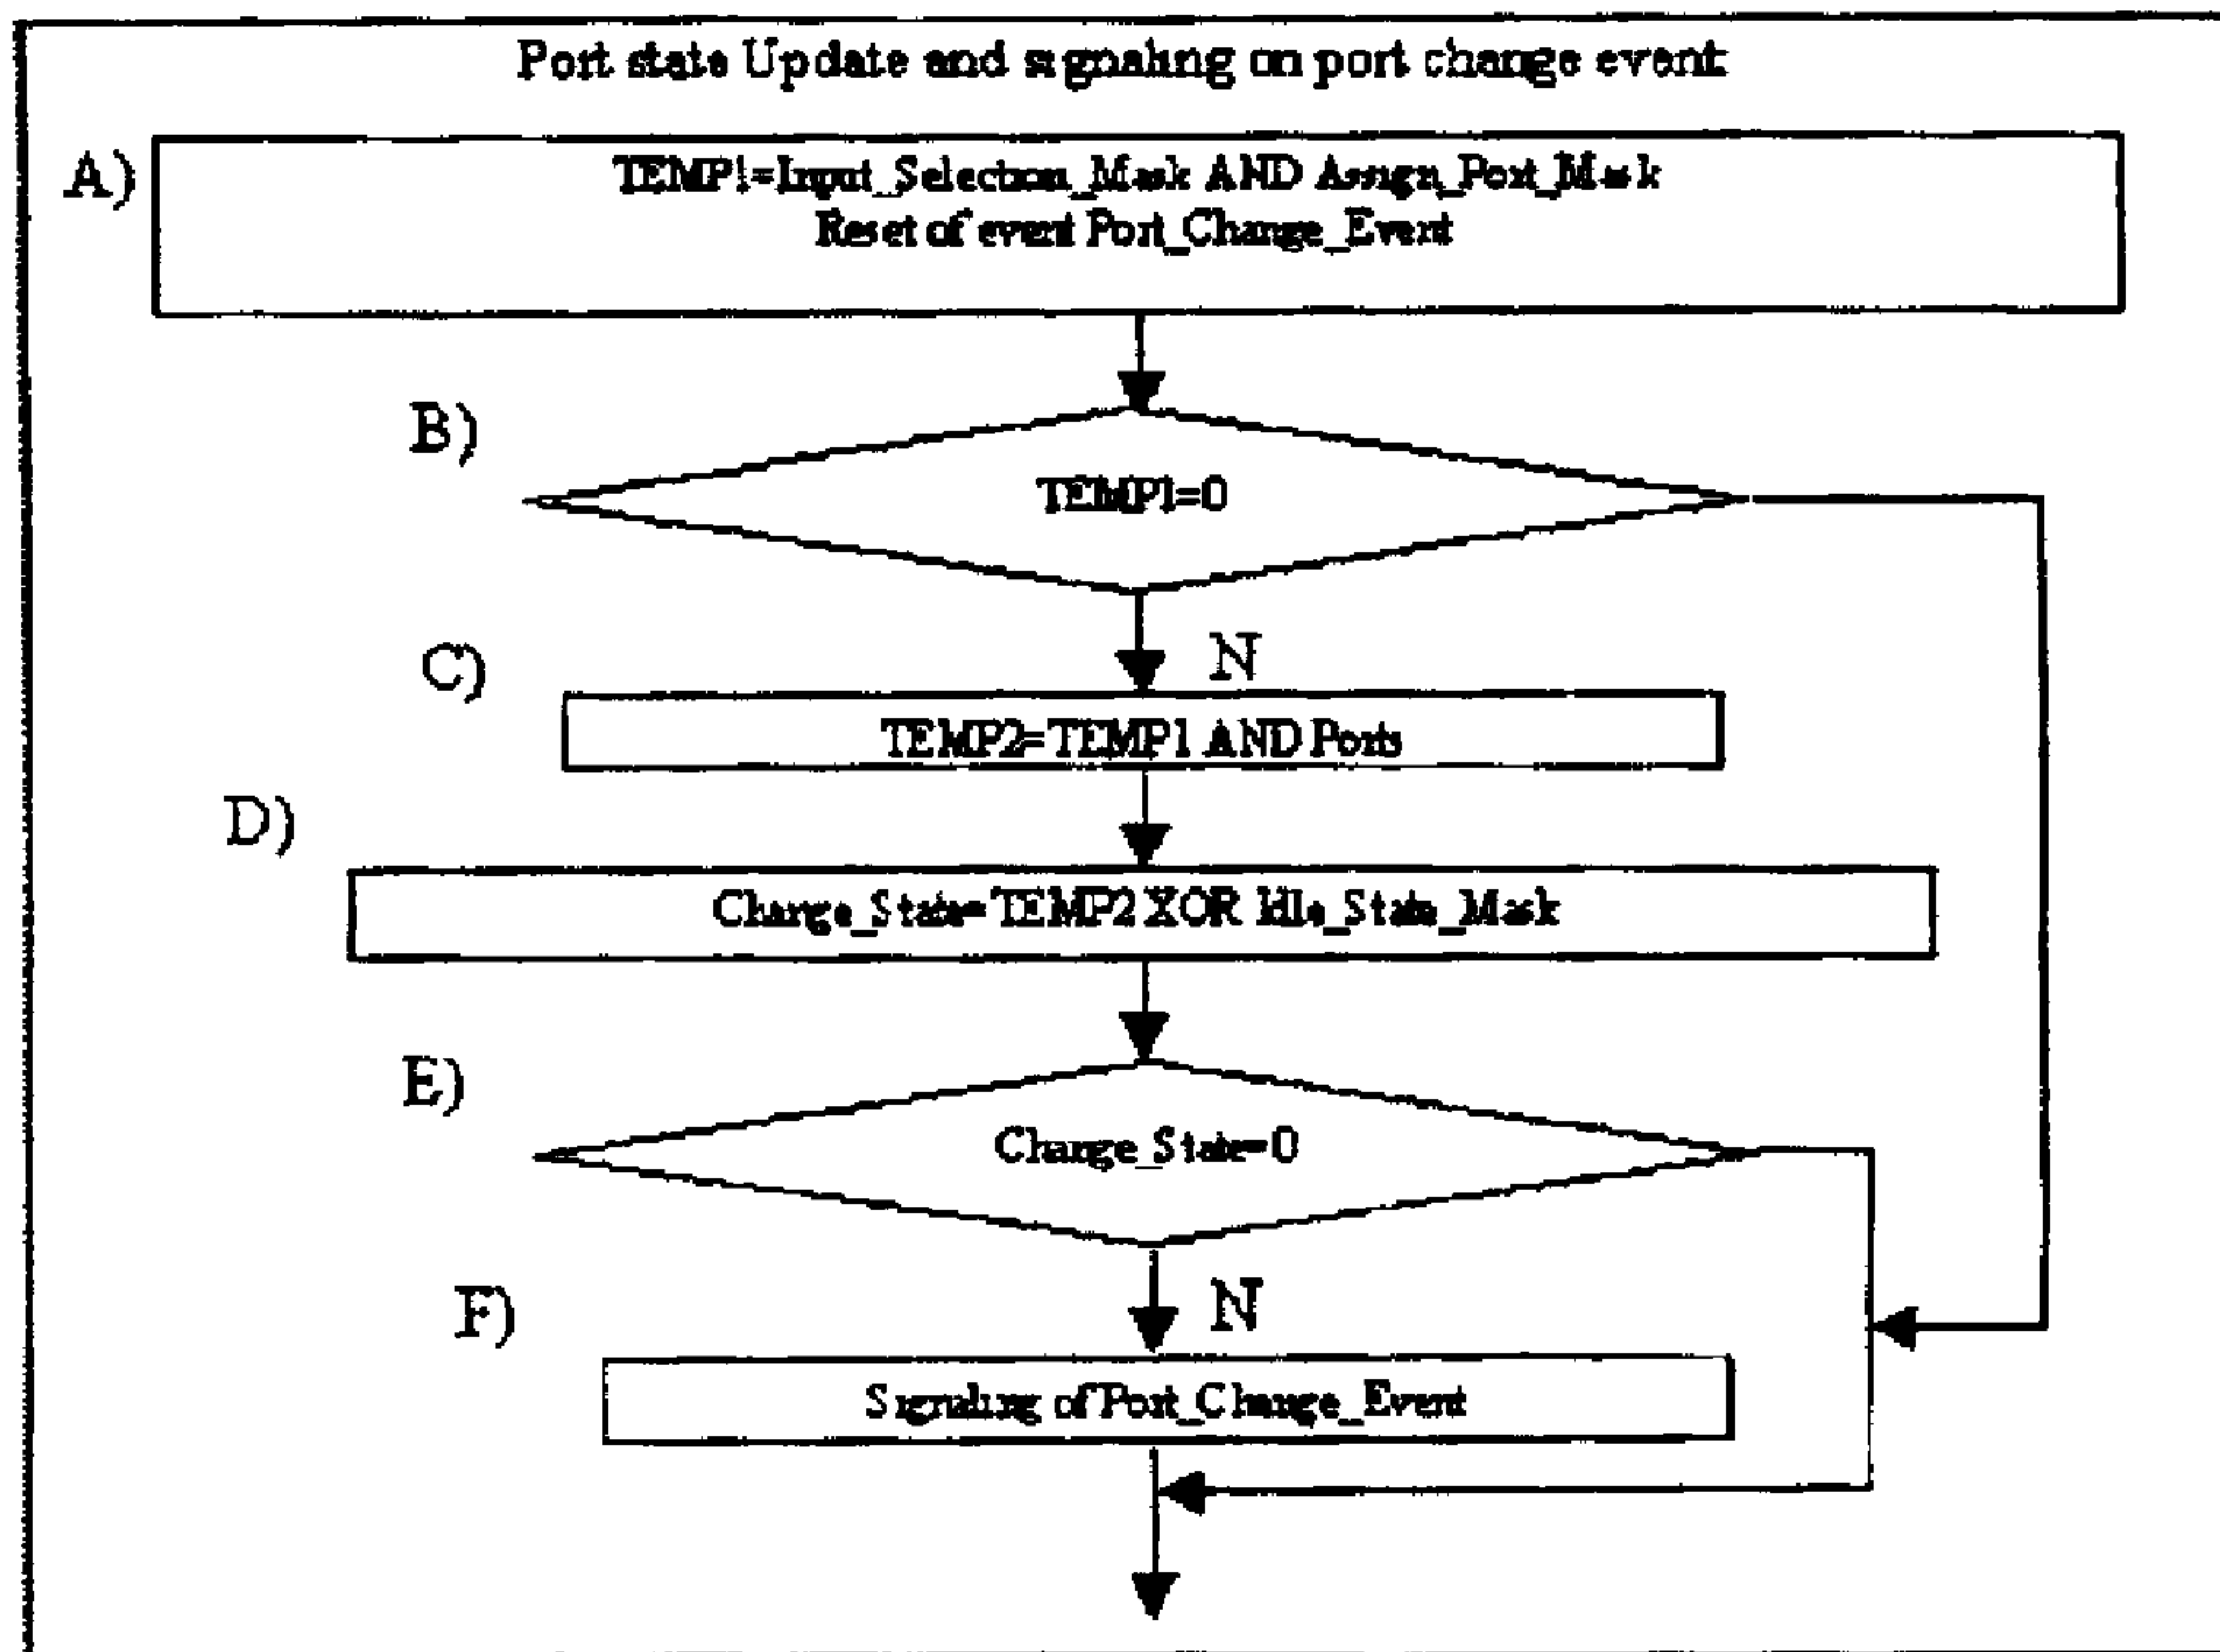 Port state Update and signaling on port change event
A)
TEMP1=Input_Selection_Mask AND Assign_Port_Mask
Reset of event Port_Change_Event
B)
TEMP1=0
N
C)
TEMP2=TEMP1 AND Ports
D)
Change_State=TEMP2 XOR Idle_State_Mask
E)
Change_State=0
N
F)
Signaling of Port_Change_Event